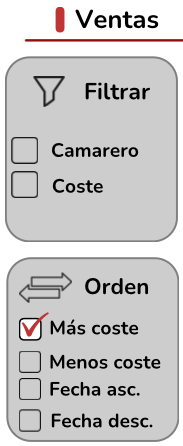 Ventas
Filtrar
Camarero
Coste
Orden
Más coste
Menos coste
Fecha asc.
Fecha desc.